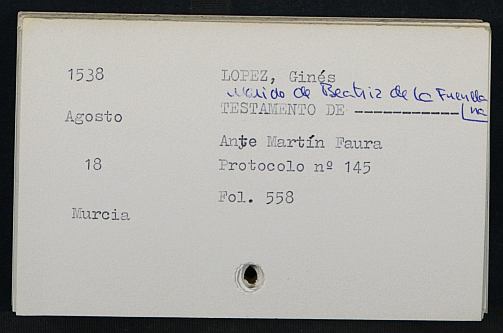 1538
LOPEZ, Ginés
Marido de Beatriz de la Fuensa
na
Agosto
TESTAMENTO DE -----------
Ante Martín Faura
18
Protocolo nº 145
Fol. 558
Murcia